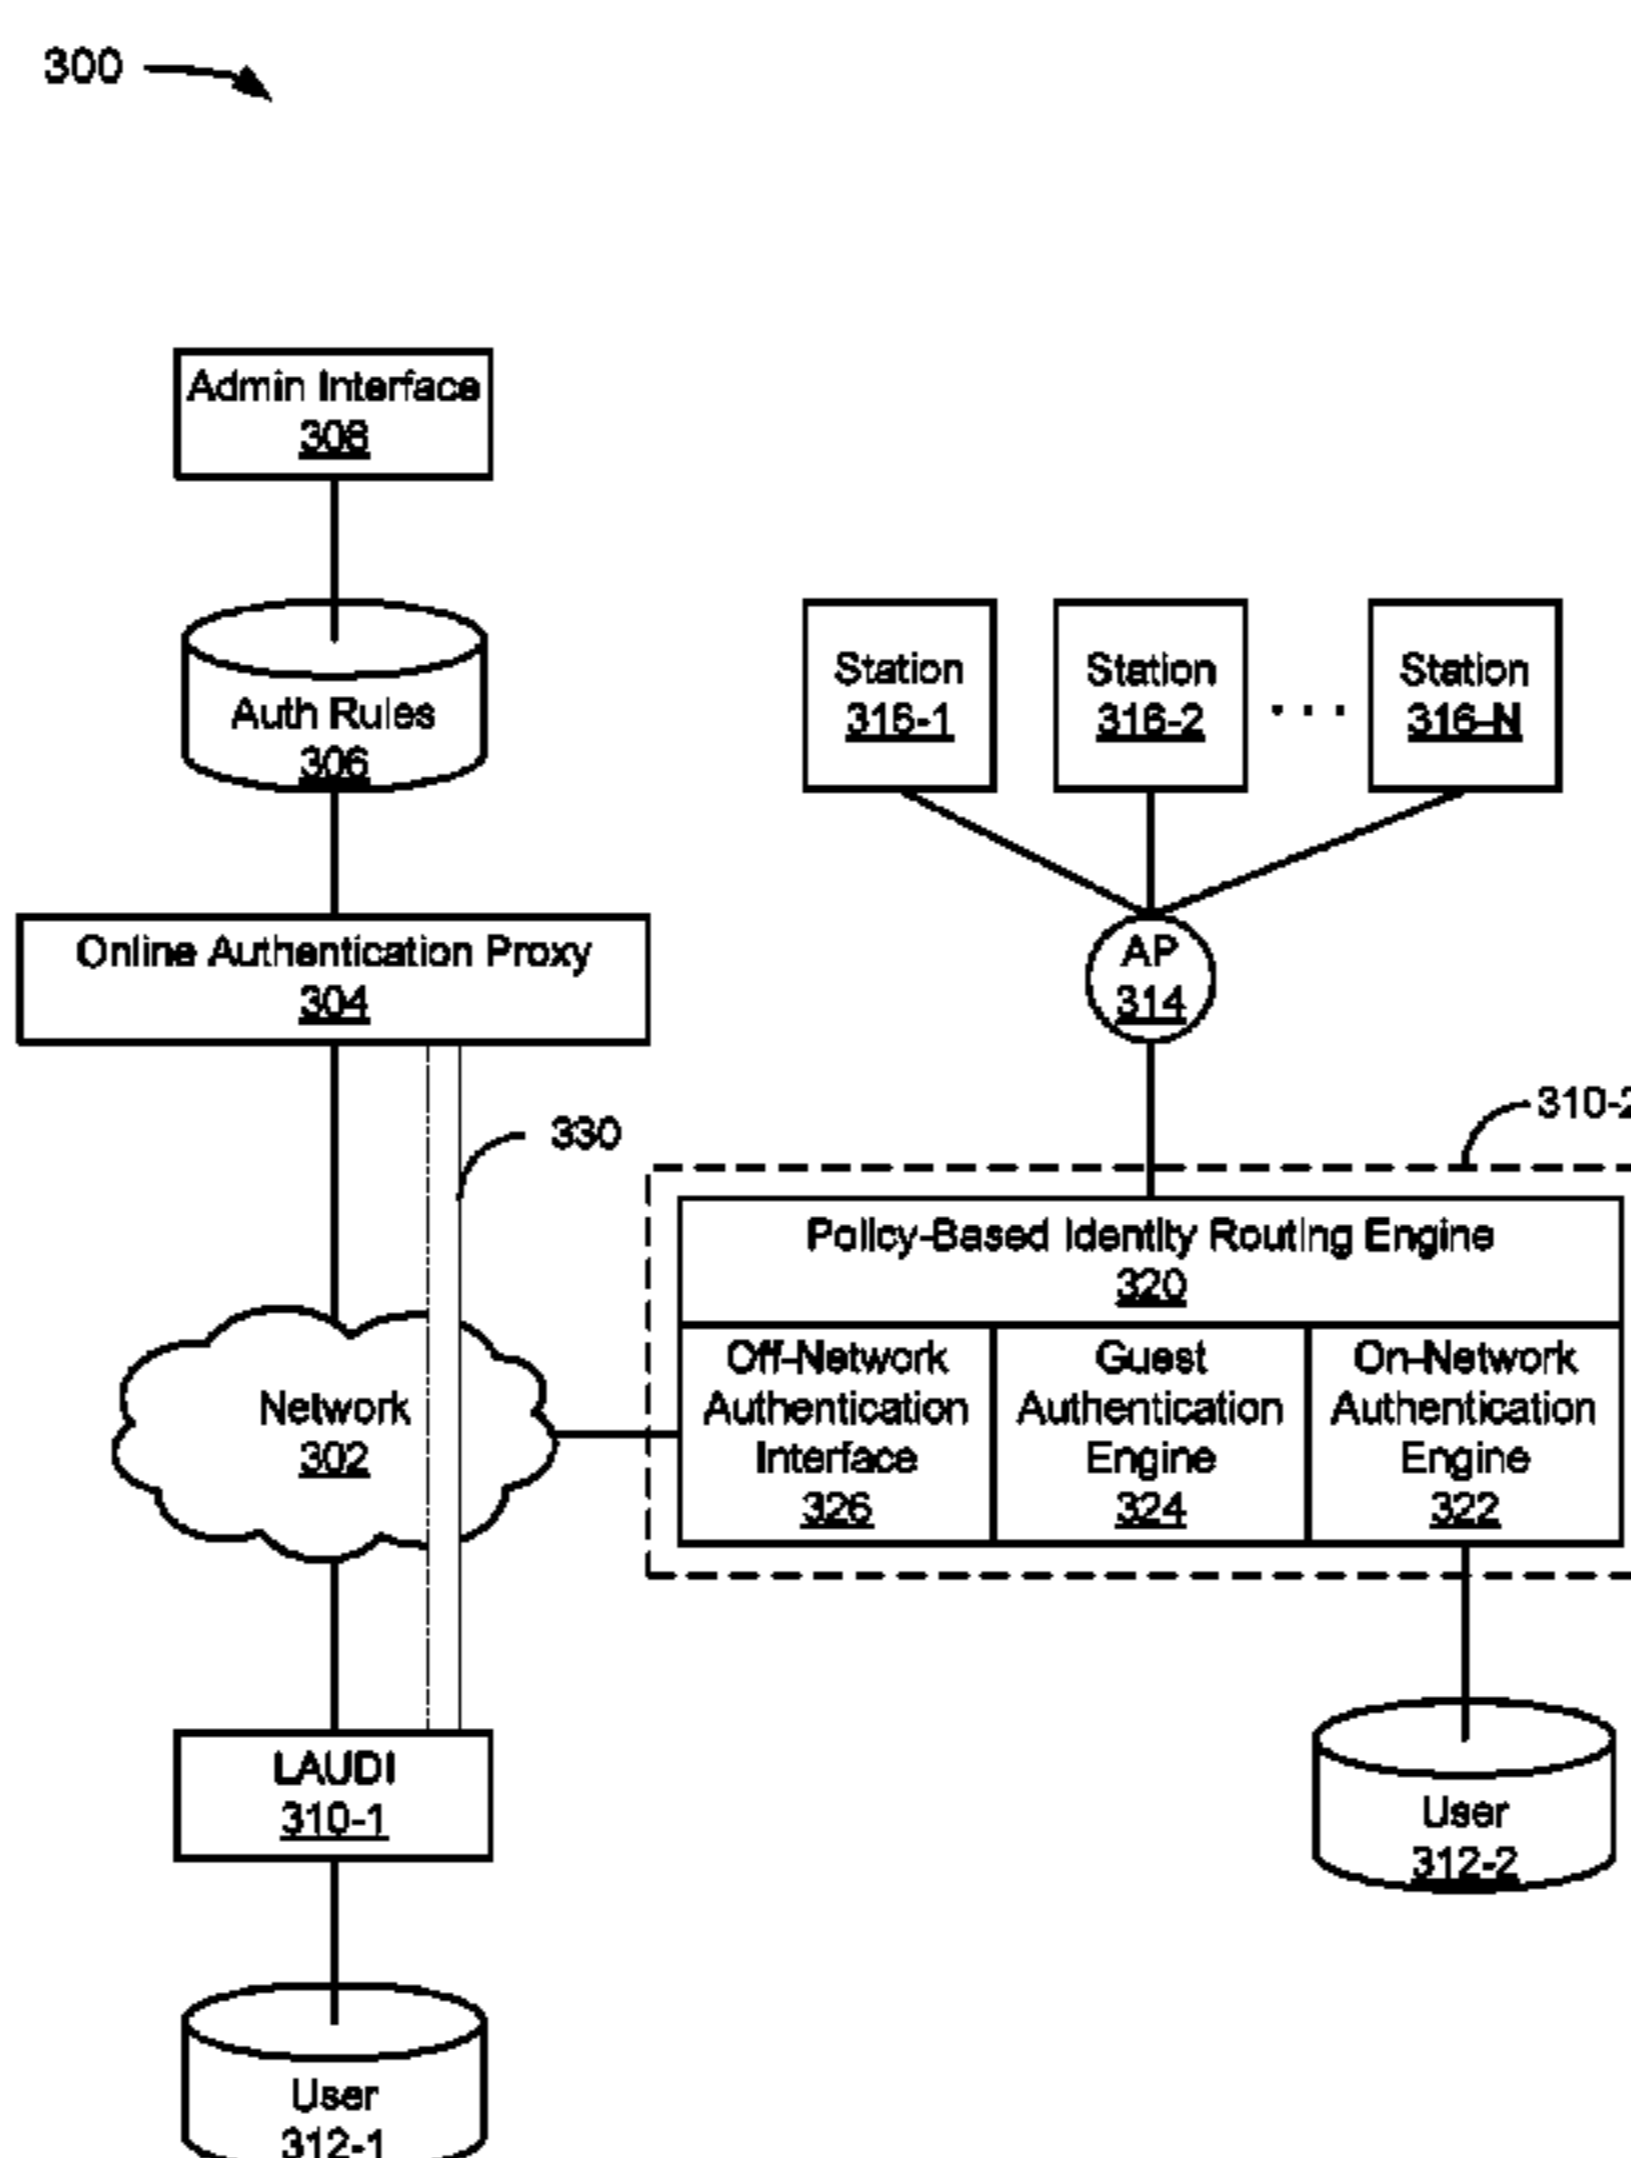 300
Admin Interface
308
Auth Rules
306
Station
316-1
Station
316-2
...
Station
316-N
Online Authentication Proxy
304
AP
314
330
310-2
Policy-Based Identity Routing Engine
320
Off-Network
Authentication
Interface
326
Guest
Authentication
Engine
324
On-Network
Authentication
Engine
322
Network
302
LAUDI
310-1
User
312-2
User
312-1